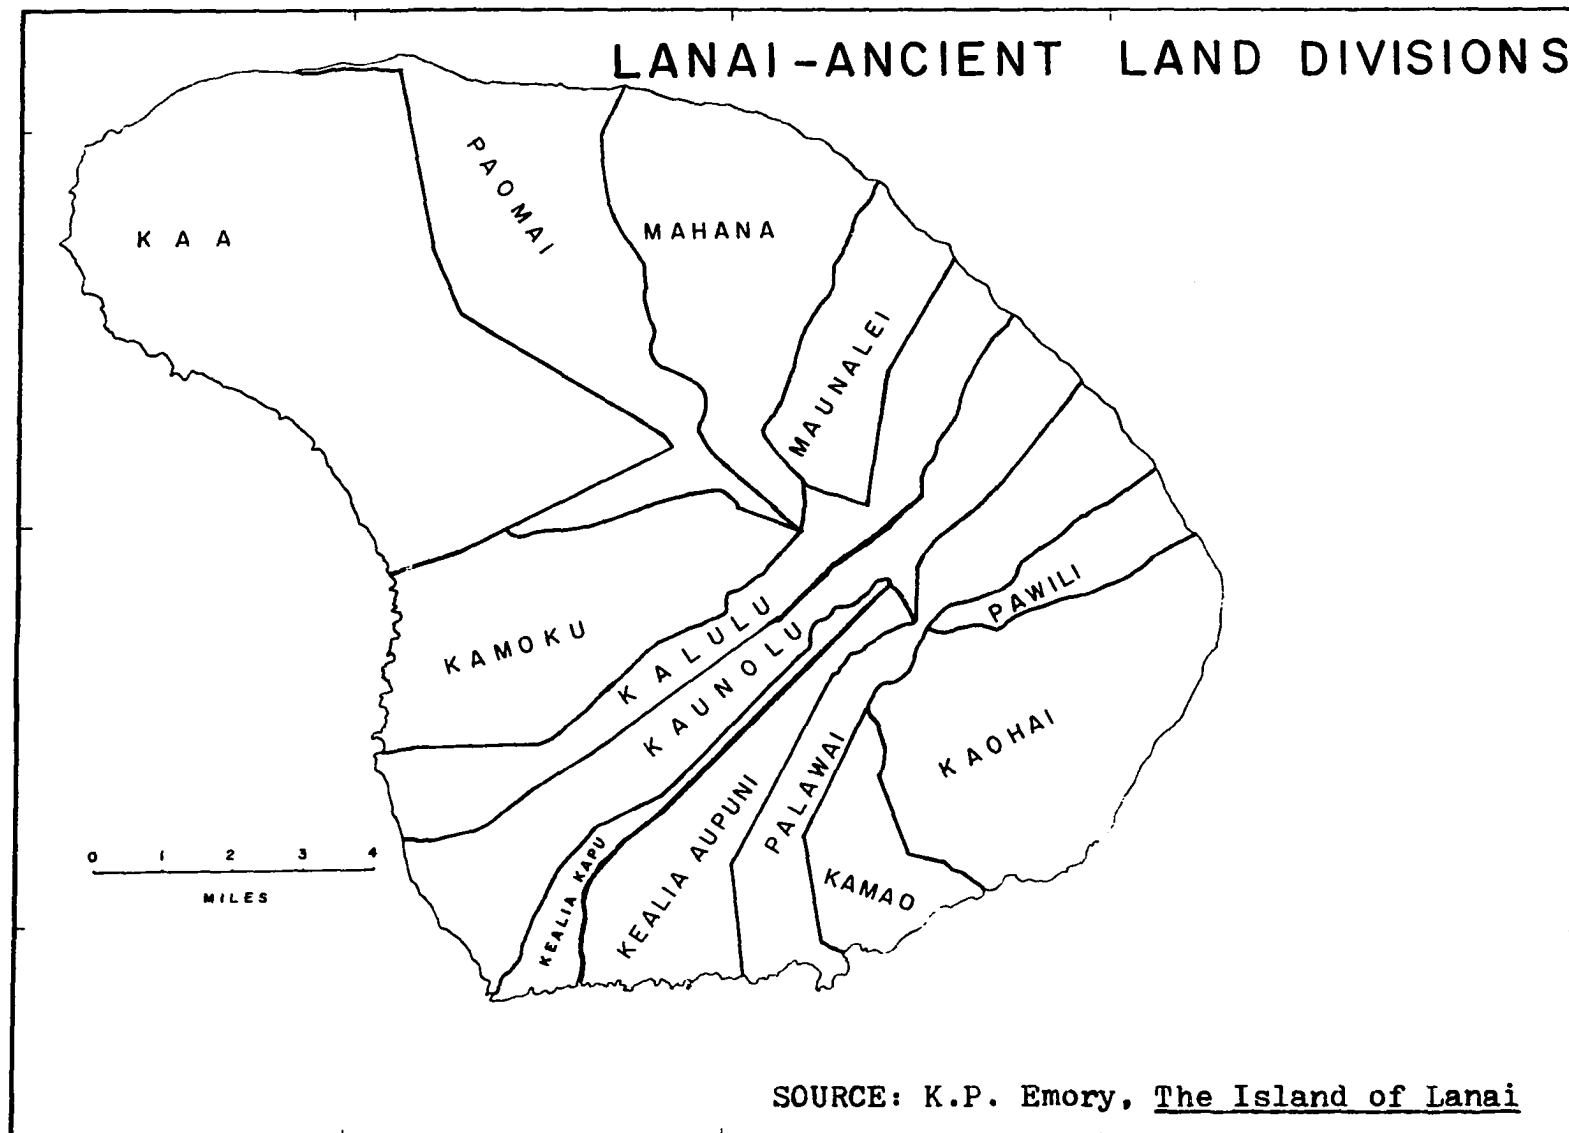 LANAI-ANCIENT LAND DIVISIONS
KAA
PAOMAI
MAHANA
MAUNALEI
KAMOKU
KALULU
KAUNOLU
PAWILI
KEALIA KAPU
KEALIA AUPUNI
PALAWAI
KAOHAI
KAMAO
0 1 2 3 4
MILES
SOURCE: K.P. Emory, The Island of Lanai